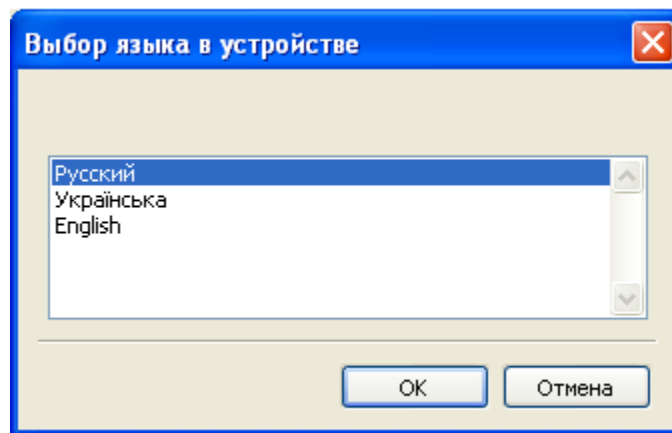 Выбор языка в устройстве
Русский
Українська
English
OK
Отмена